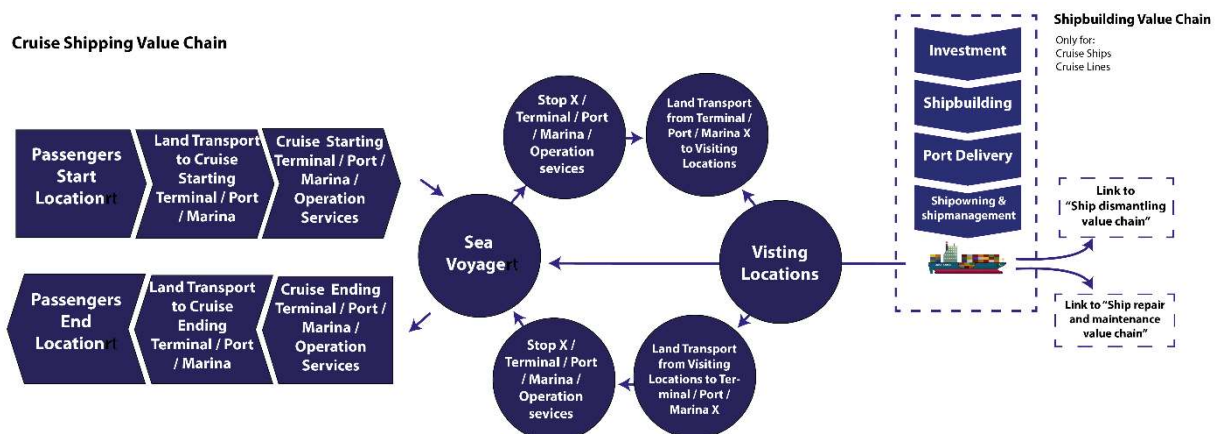 Cruise Shipping Value Chain
Passengers
Start
Locationrt
Land Transport
to Cruise
Starting
Terminal / Port
/ Marina
Cruise Starting
Terminal / Port /
Marina /
Operation
Services
Passengers
End
Locationrt
Land Transport
to Cruise
Ending
Terminal / Port
/ Marina
Cruise Ending
Terminal / Port /
Marina /
Operation
Services
Sea
Voyagert
Stop X /
Terminal / Port
/ Marina /
Operation
sevices
Land Transport
from Terminal /
Port / Marina X
to Visiting
Locations
Visting
Locations
Land Transport
from Visiting
Locations to Ter-
minal / Port /
Marina X
Stop X /
Terminal / Port
/ Marina /
Operation
sevices
Shipbuilding Value Chain
Only for:
Cruise Ships
Cruise Lines
Investment
Shipbuilding
Port Delivery
Shipowning &
shipmanagement
Link to
"Ship dismantling
value chain"
Link to "Ship repair
and maintenance
value chain"